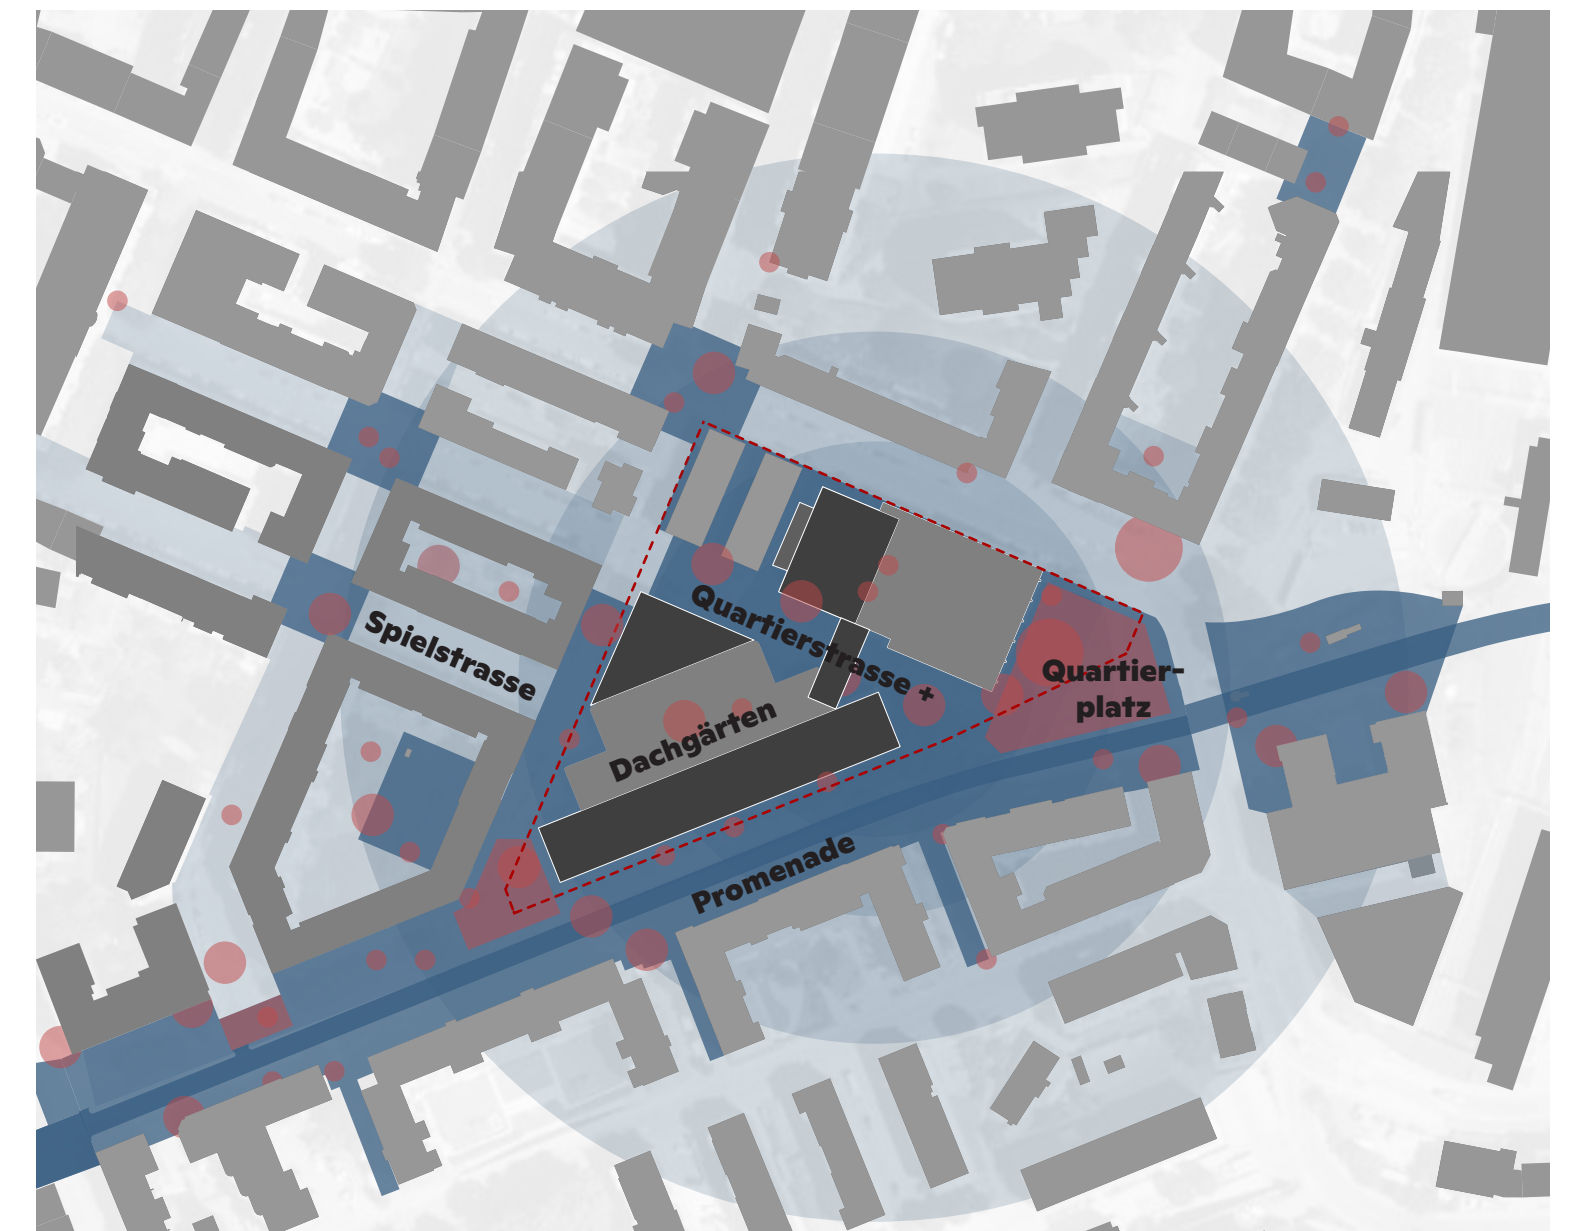 Spielstrasse
Quartierstrasse +
Quartier-
platz
Dachgärten
Promenade